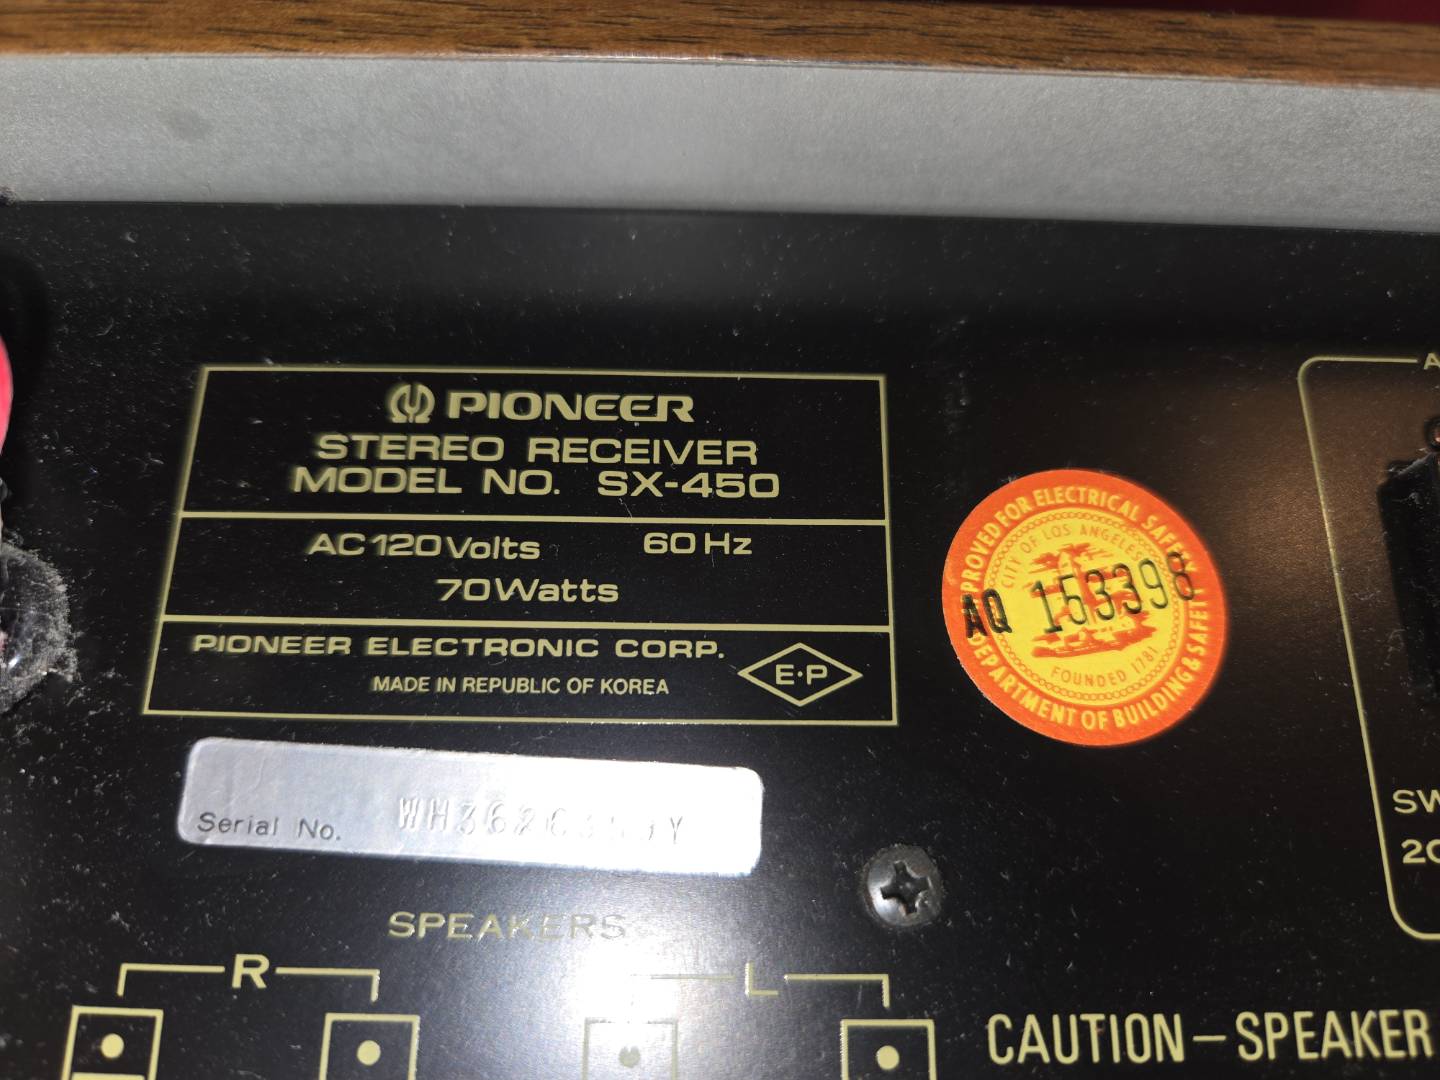 PIONEER
STEREO RECEIVER
MODEL NO. SX-450
AC 120 Volts 60 Hz
70 Watts
PIONEER ELECTRONIC CORP.
MADE IN REPUBLIC OF KOREA
E·P
ELECTRICAL SAFETY
CITY OF LOS ANGELES
AQ 153398
FOUNDED 1781
DEPARTMENT OF BUILDING & SAFETY
Serial No.
SPEAKERS
R L
CAUTION – SPEAKER